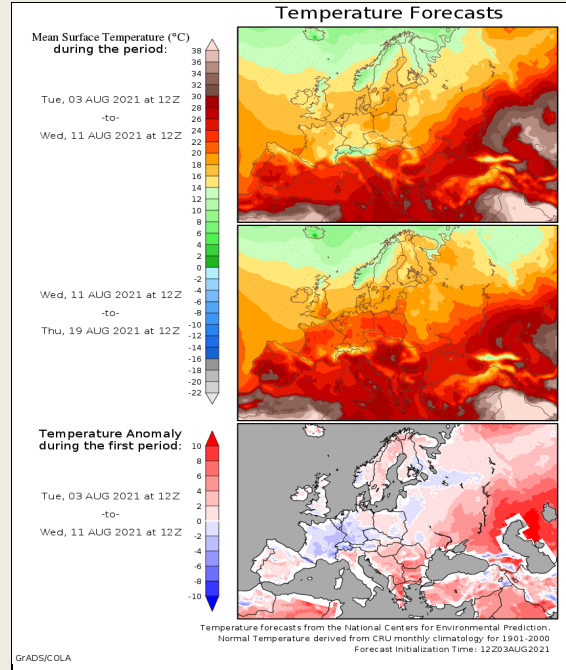 Temperature Forecasts
Mean Surface Temperature (°C)
during the period:
Tue, 03 AUG 2021 at 12Z
-to-
Wed, 11 AUG 2021 at 12Z
38
36
34
32
30
28
26
24
22
20
18
16
14
12
10
8
6
4
2
0
-2
-4
-6
-8
-10
-12
-14
-16
-18
-20
-22
Wed, 11 AUG 2021 at 12Z
-to-
Thu, 19 AUG 2021 at 12Z
Temperature Anomaly
during the first period:
Tue, 03 AUG 2021 at 12Z
-to-
Wed, 11 AUG 2021 at 12Z
10
8
6
4
2
0
-2
-4
-6
-8
-10
Temperature forecasts from the National Centers for Environmental Prediction.
Normal Temperature derived from CRU monthly climatology for 1901-2000
Forecast Initialization Time: 12Z03AUG2021
GrADS/COLA